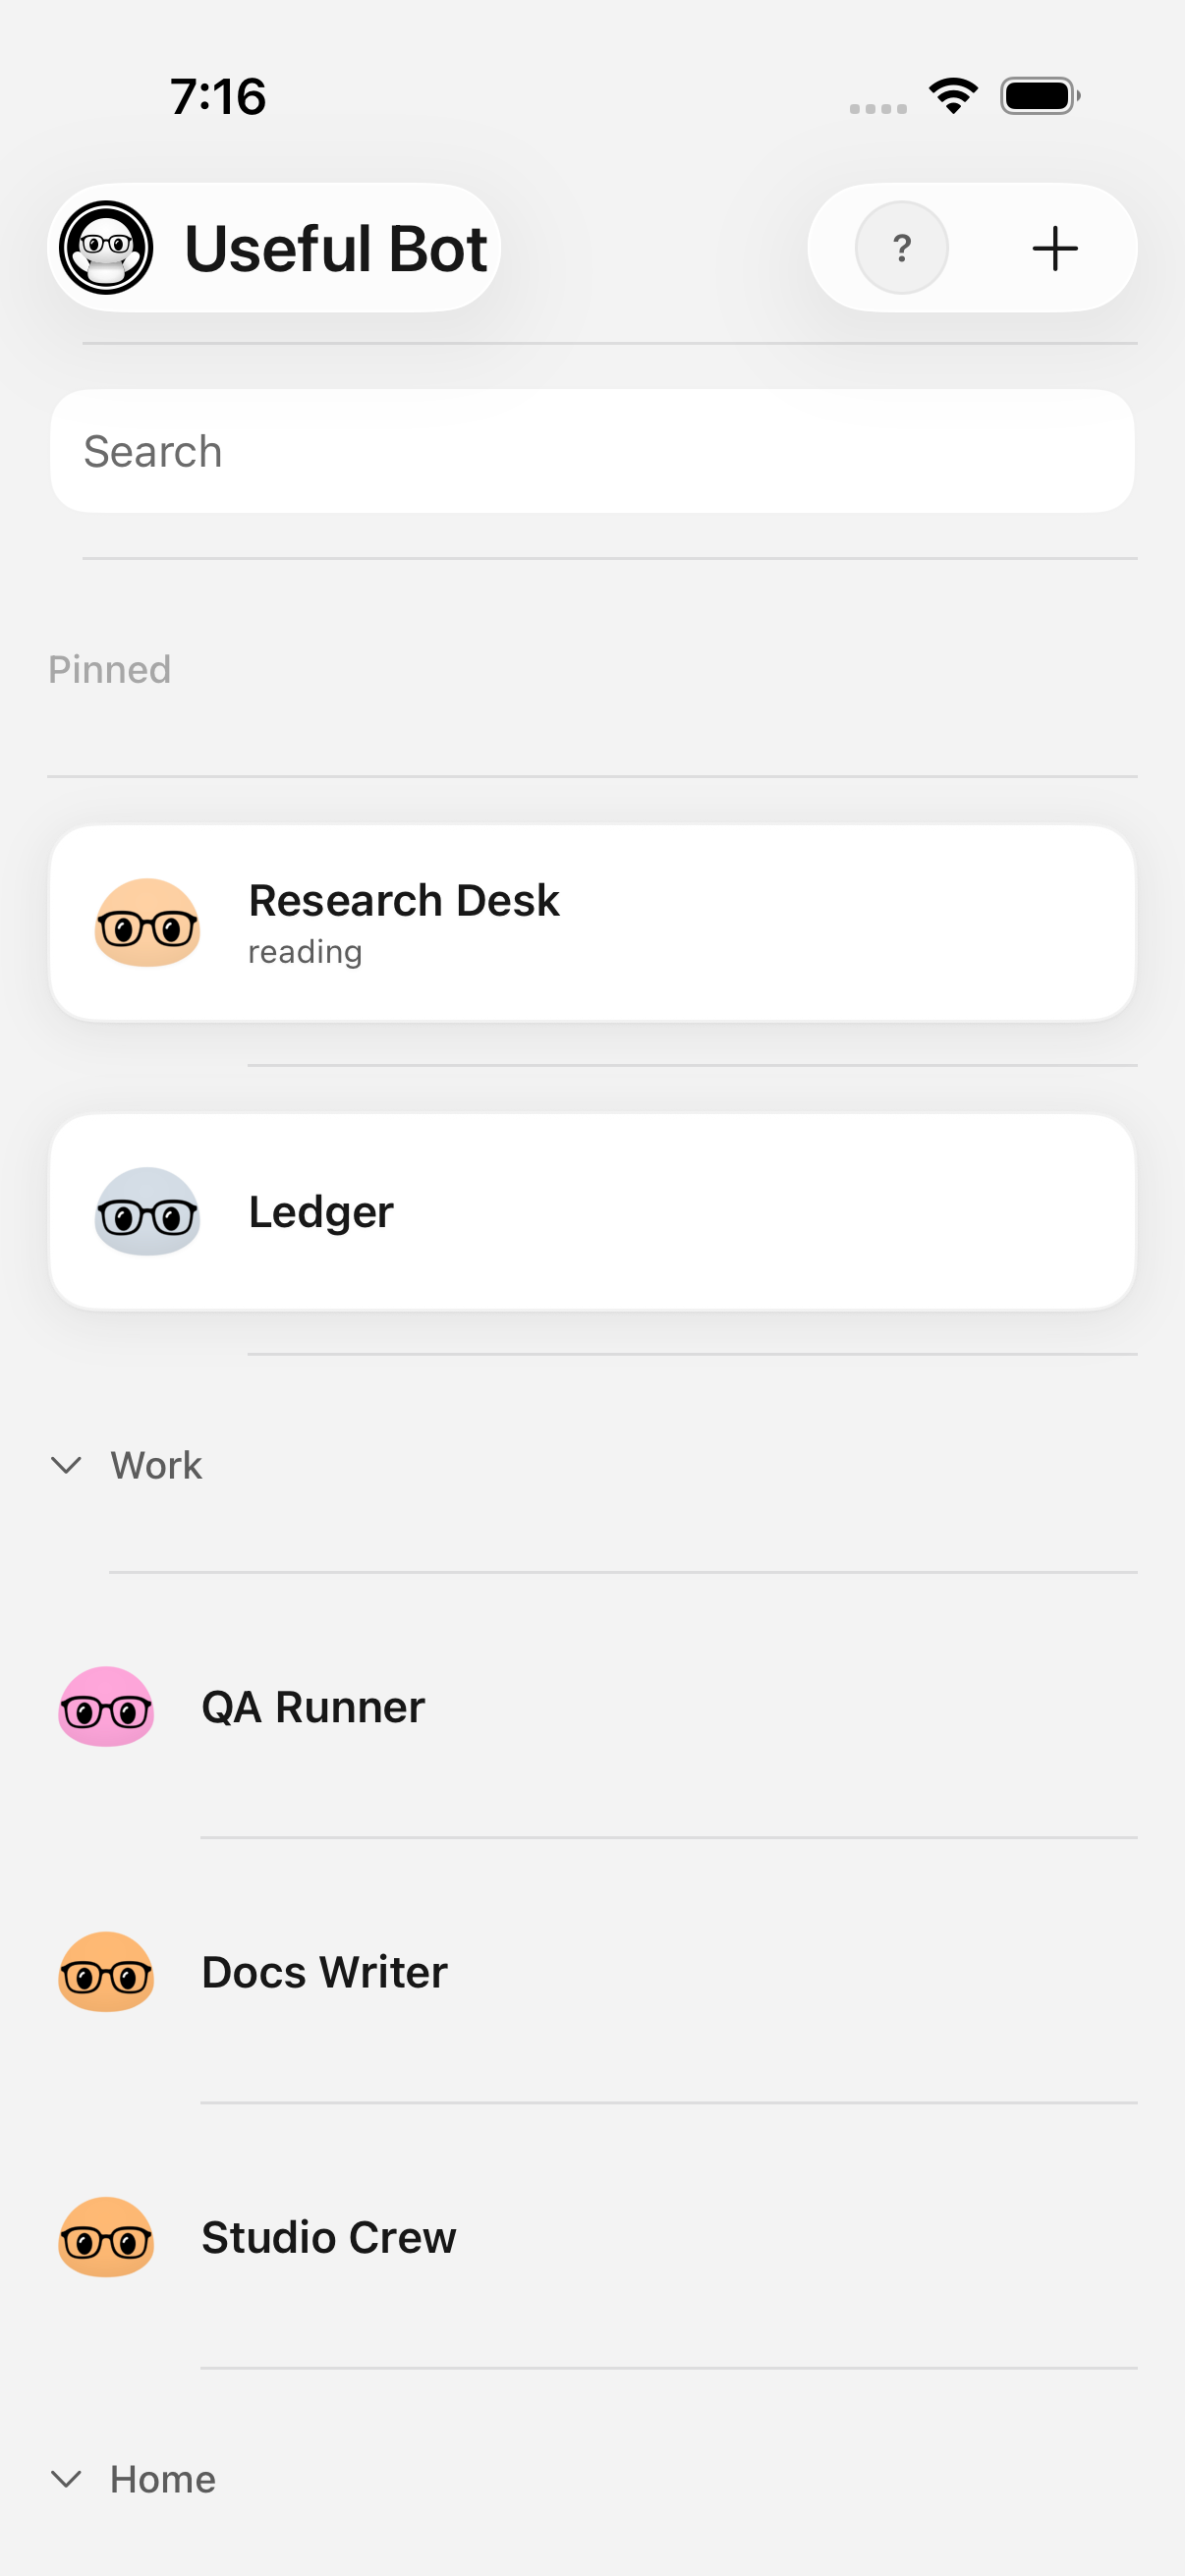 7:16
Useful Bot
?
Search
Pinned
Research Desk
reading
Ledger
Work
QA Runner
Docs Writer
Studio Crew
Home